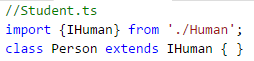 //Student.ts
import {IHuman} from './Human';
class Person extends IHuman { }